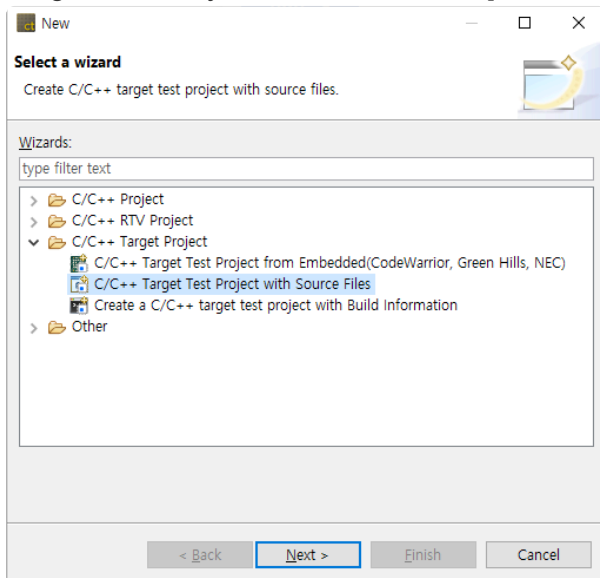 ct New
Select a wizard
Create C/C++ target test project with source files.
Wizards:
type filter text
C/C++ Project
C/C++ RTV Project
C/C++ Target Project
C/C++ Target Test Project from Embedded(CodeWarrior, Green Hills, NEC)
C/C++ Target Test Project with Source Files
Create a C/C++ target test project with Build Information
Other
< Back Next > Finish Cancel